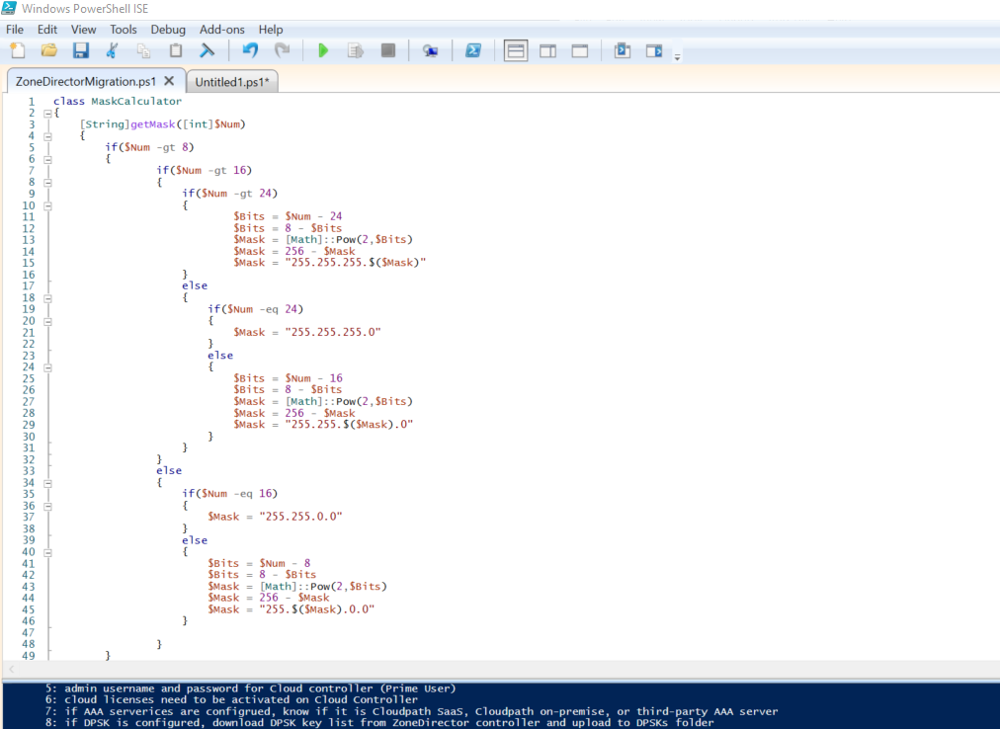 Windows PowerShell ISE
File Edit View Tools Debug Add-ons Help
ZoneDirectorMigration.ps1 X Untitled1.ps1*
1 class MaskCalculator
2 {
3 [String]getMask([int]$Num)
4 {
5 if($Num -gt 8)
6 {
7 if($Num -gt 16)
8 {
9 if($Num -gt 24)
10 {
11 $Bits = $Num - 24
12 $Bits = 8 - $Bits
13 $Mask = [Math]::Pow(2,$Bits)
14 $Mask = 256 - $Mask
15 $Mask = "255.255.255.$($Mask)"
16 }
17 else
18 {
19 if($Num -eq 24)
20 {
21 $Mask = "255.255.255.0"
22 }
23 else
24 {
25 $Bits = $Num - 16
26 $Bits = 8 - $Bits
27 $Mask = [Math]::Pow(2,$Bits)
28 $Mask = 256 - $Mask
29 $Mask = "255.255.$($Mask).0"
30 }
31 }
32 }
33 else
34 {
35 if($Num -eq 16)
36 {
37 $Mask = "255.255.0.0"
38 }
39 else
40 {
41 $Bits = $Num - 8
42 $Bits = 8 - $Bits
43 $Mask = [Math]::Pow(2,$Bits)
44 $Mask = 256 - $Mask
45 $Mask = "255.$($Mask).0.0"
46 }
47
48 }
49 }
5: admin username and password for Cloud controller (Prime User)
6: cloud licenses need to be activated on Cloud Controller
7: if AAA serverices are configrued, know if it is Cloudpath SaaS, Cloudpath on-premise, or third-party AAA server
8: if DPSK is configured, download DPSK key list from ZoneDirector controller and upload to DPSKs folder